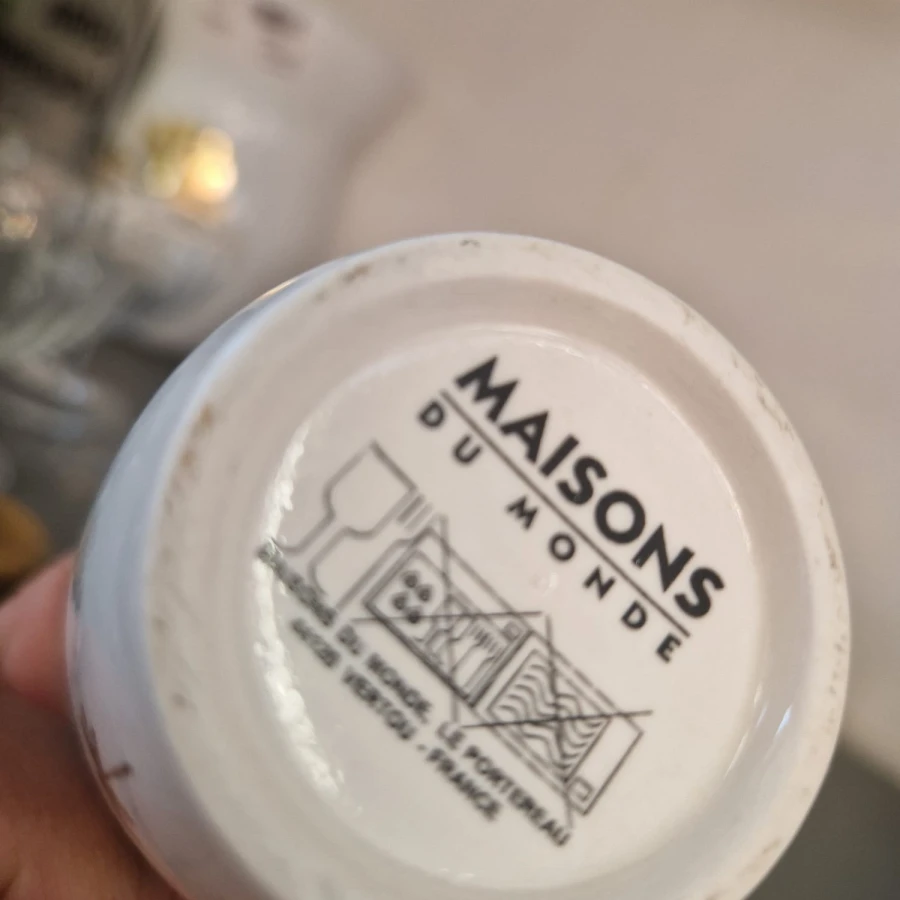 MAISONS
DU MONDE
MAISONS DU MONDE, LE PORTEREAU
44120 VERTOU - FRANCE